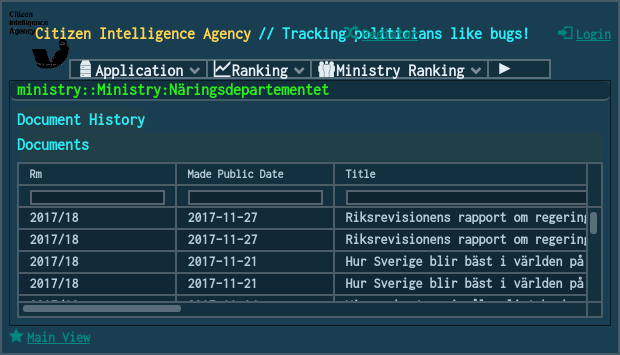 Citizen
Intelligence
Agency
Citizen Intelligence Agency // Tracking politicians like bugs!
Register
Login
Application
Ranking
Ministry Ranking
ministry::Ministry:Näringsdepartementet
Document History
Documents
Rm Made Public Date Title
2017/18 2017-11-27 Riksrevisionens rapport om regering
2017/18 2017-11-27 Riksrevisionens rapport om regering
2017/18 2017-11-21 Hur Sverige blir bäst i världen på
2017/18 2017-11-21 Hur Sverige blir bäst i världen på
Main View